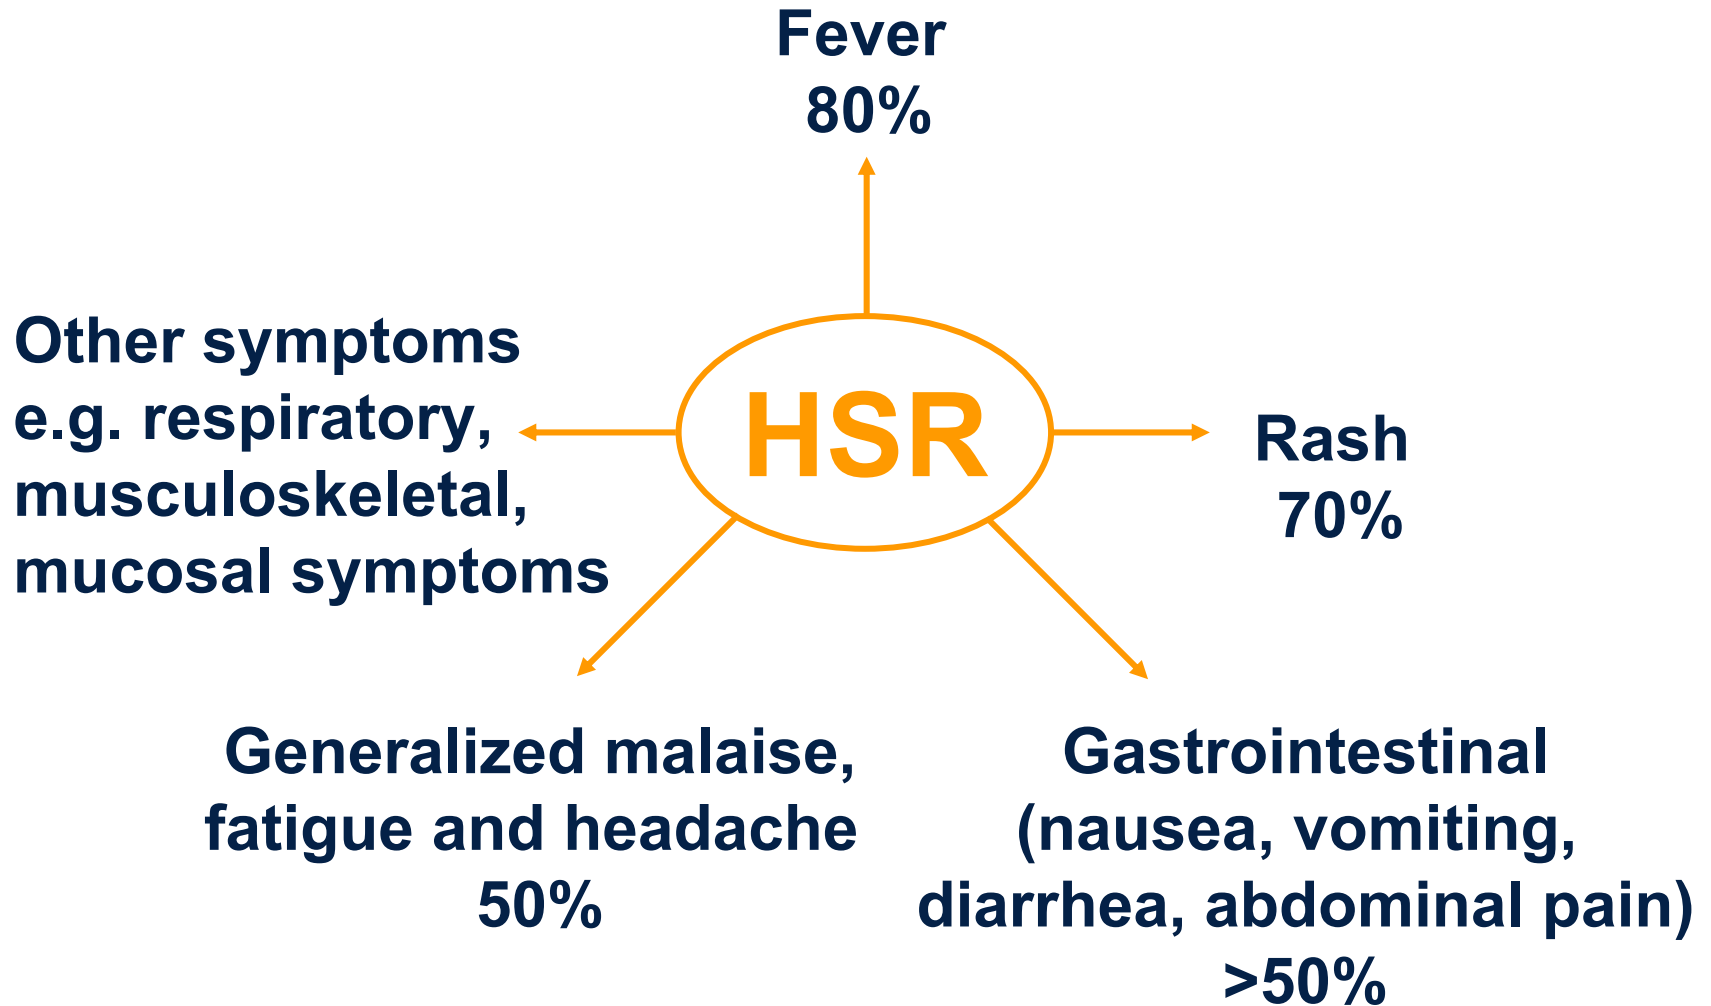 Fever
80%
Other symptoms
e.g. respiratory,
musculoskeletal,
mucosal symptoms
HSR
Rash
70%
Generalized malaise,
fatigue and headache
50%
Gastrointestinal
(nausea, vomiting,
diarrhea, abdominal pain)
>50%